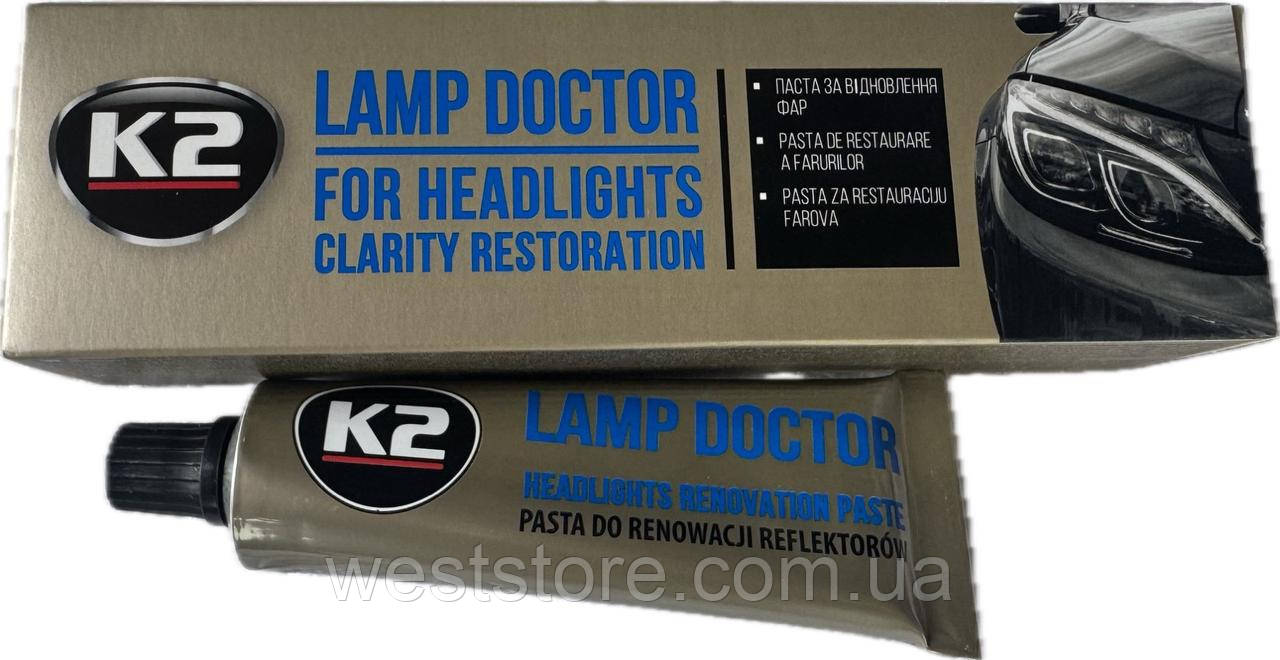 K2
LAMP DOCTOR
FOR HEADLIGHTS
CLARITY RESTORATION
ПАСТА ЗА ВІДНОВЛЕННЯ
ФАР
PASTA DE RESTAURARE
A FARURILOR
PASTA ZA RESTAURACIJU
FAROVA
K2
LAMP DOCTOR
HEADLIGHTS RENOVATION PASTE
PASTA DO RENOWACJI REFLEKTORÓW
weststore.com.ua